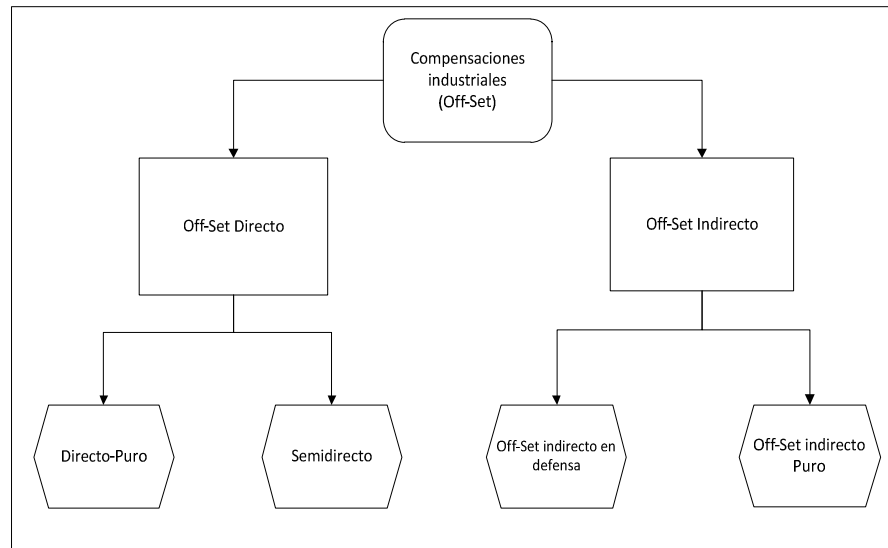 Compensaciones
industriales
(Off-Set)
Off-Set Directo
Off-Set Indirecto
Directo-Puro
Semidirecto
Off-Set indirecto en
defensa
Off-Set indirecto
Puro